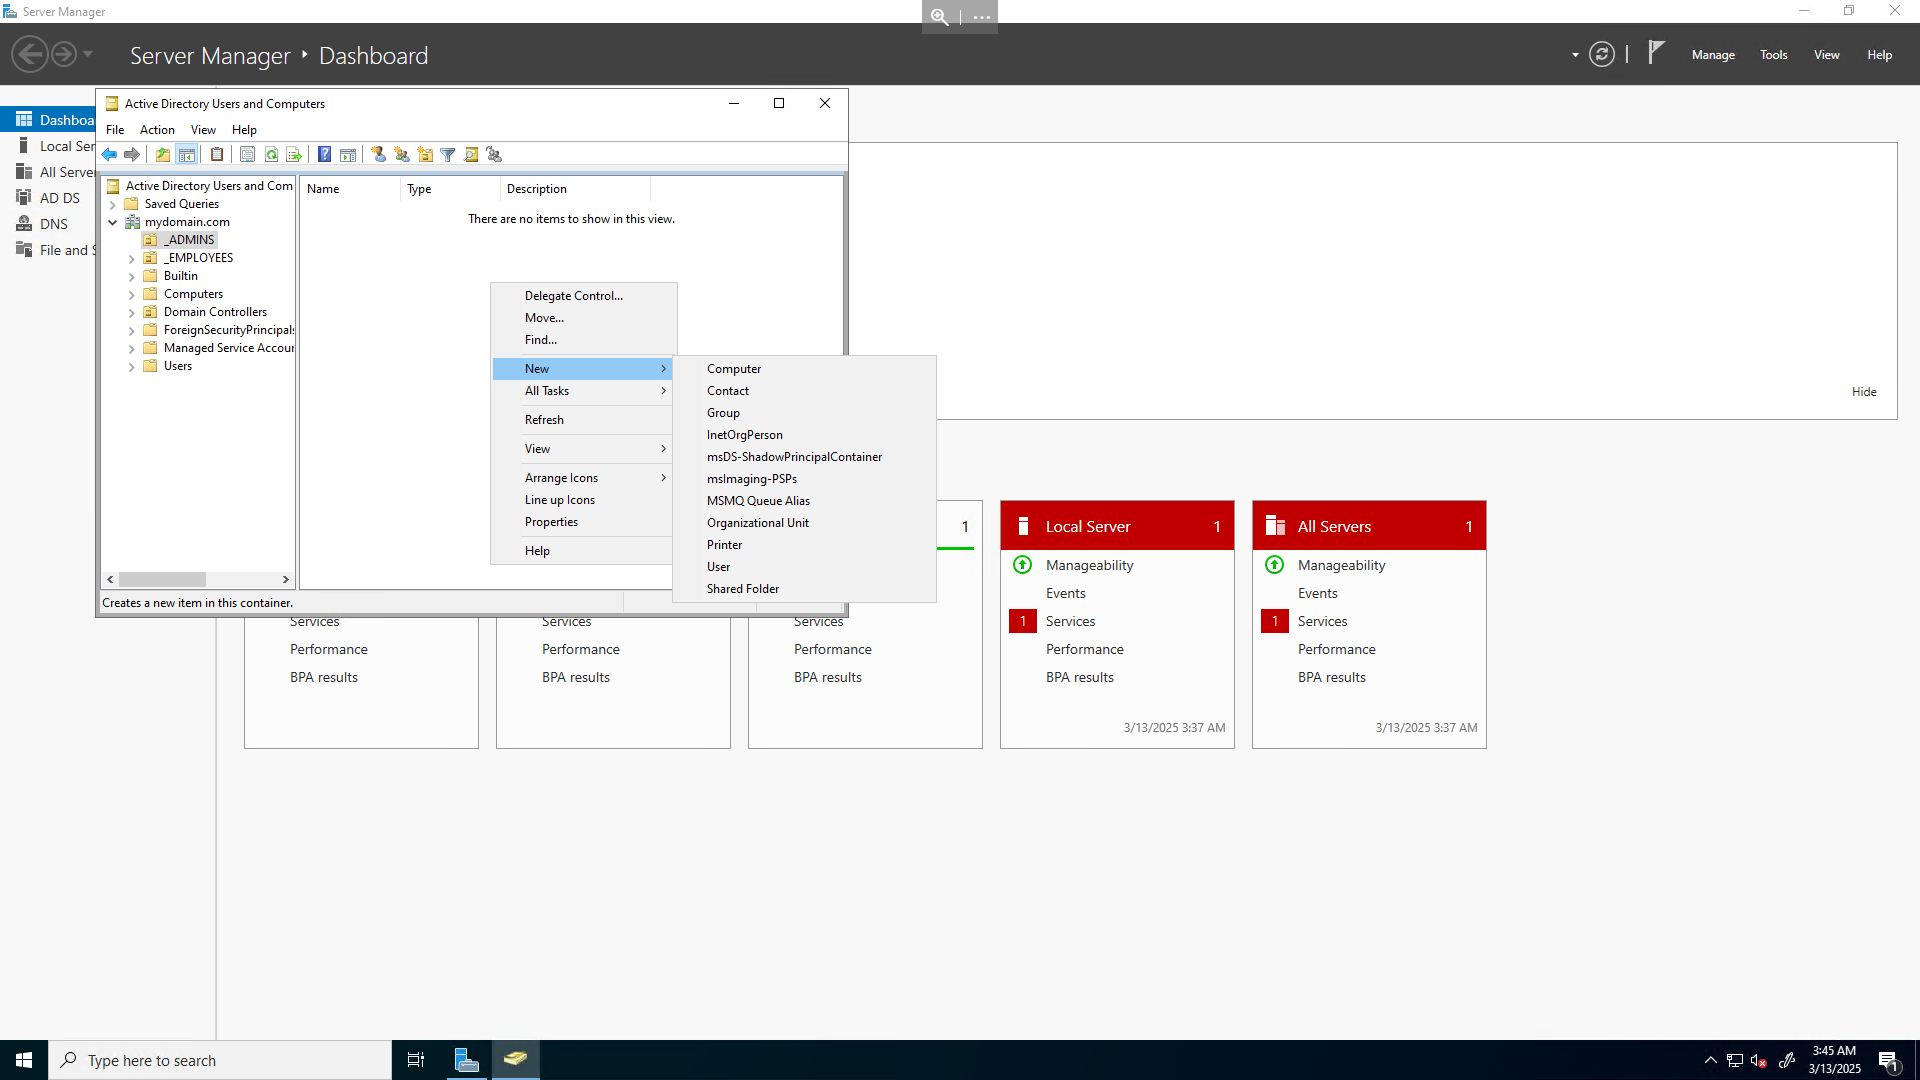 Server Manager
Server Manager ‣ Dashboard
Manage
Tools
View
Help
Dashboa
Local Ser
All Server
AD DS
DNS
File and S
Active Directory Users and Computers
File
Action
View
Help
Active Directory Users and Com
Saved Queries
mydomain.com
_ADMINS
_EMPLOYEES
Builtin
Computers
Domain Controllers
ForeignSecurityPrincipals
Managed Service Accour
Users
Name
Type
Description
There are no items to show in this view.
Delegate Control...
Move...
Find...
New
All Tasks
Refresh
View
Arrange Icons
Line up Icons
Properties
Help
Computer
Contact
Group
InetOrgPerson
msDS-ShadowPrincipalContainer
msImaging-PSPs
MSMQ Queue Alias
Organizational Unit
Printer
User
Shared Folder
Creates a new item in this container.
Hide
Services
Performance
BPA results
Services
Performance
BPA results
1
Services
Performance
BPA results
Local Server 1
Manageability
Events
1 Services
Performance
BPA results
3/13/2025 3:37 AM
All Servers 1
Manageability
Events
1 Services
Performance
BPA results
3/13/2025 3:37 AM
Type here to search
3:45 AM
3/13/2025
1